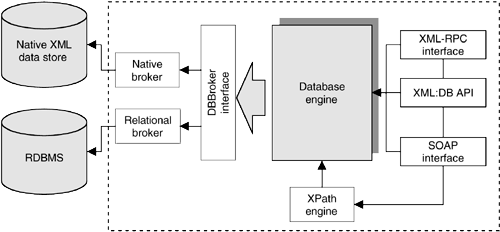 Native XML
data store
Native
broker
Relational
broker
RDBMS
DBBroker
interface
Database
engine
XPath
engine
XML-RPC
interface
XML:DB API
SOAP
interface